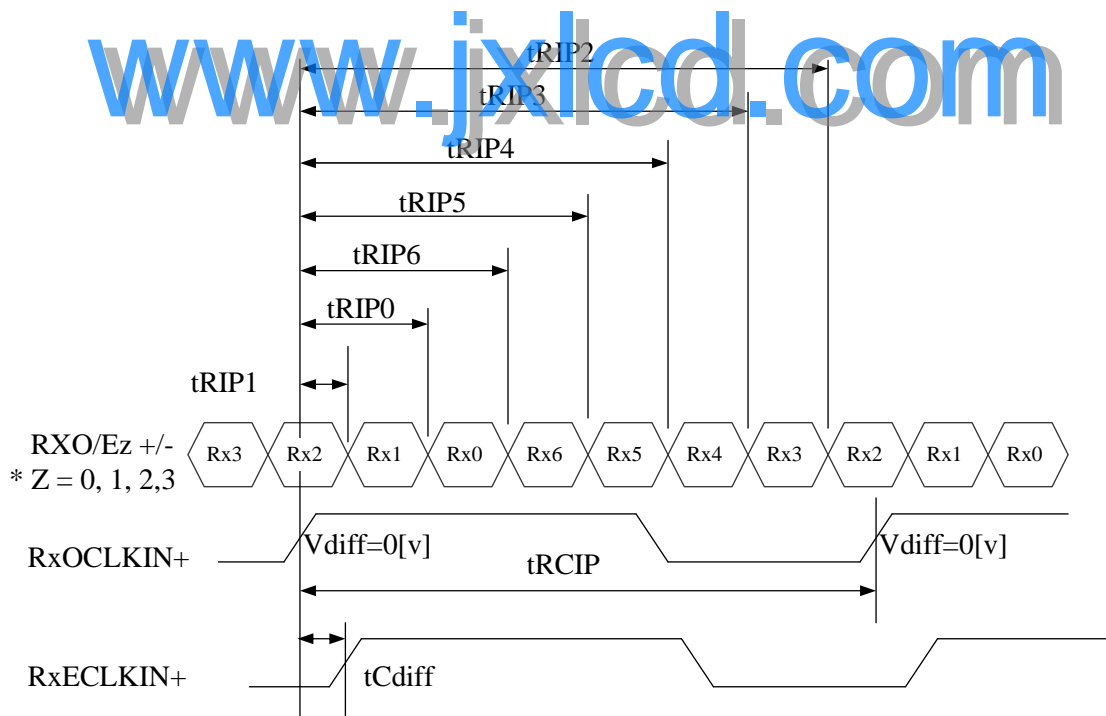 www.jxlcd.com
tRIP2
tRIP3
tRIP4
tRIP5
tRIP6
tRIP0
tRIP1
RXO/Ez +/-
* Z = 0, 1, 2,3
Rx3 Rx2 Rx1 Rx0 Rx6 Rx5 Rx4 Rx3 Rx2 Rx1 Rx0
RxOCLKIN+ Vdiff=0[v] Vdiff=0[v]
tRCIP
RxECLKIN+ tCdiff